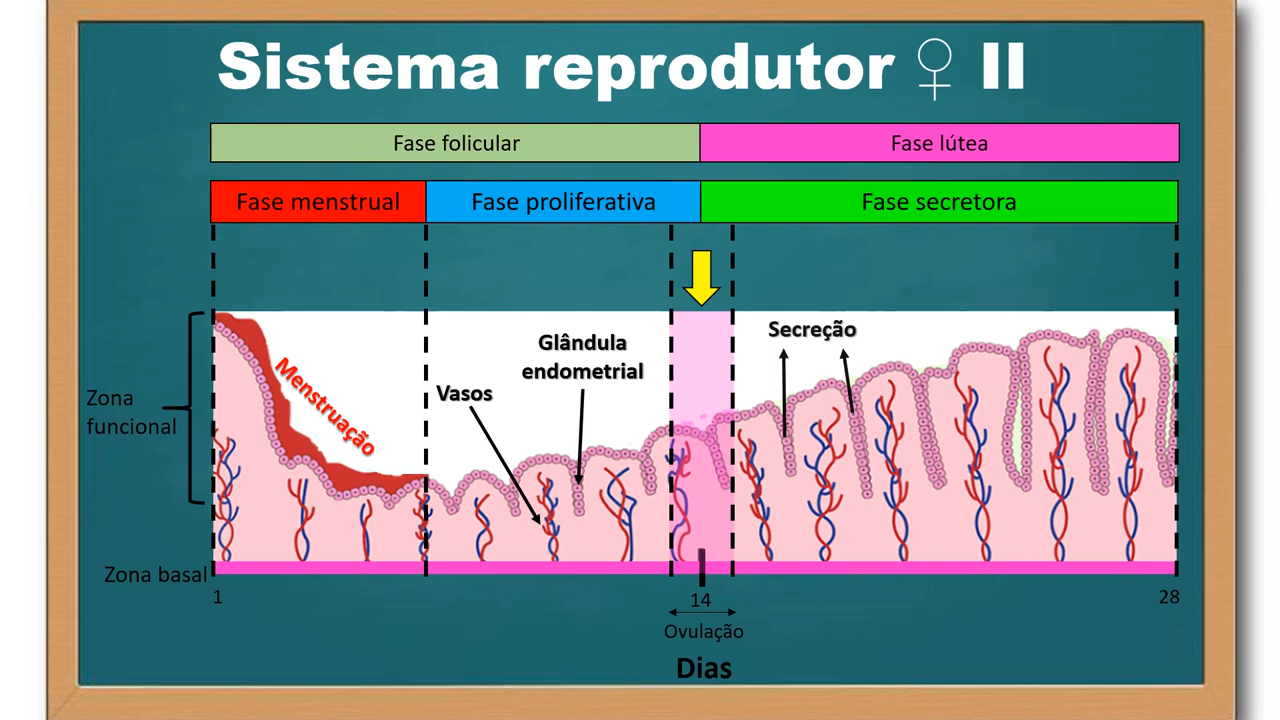 Sistema reprodutor ♀ II
Fase folicular
Fase lútea
Fase menstrual
Fase proliferativa
Fase secretora
Secreção
Glândula
endometrial
Menstruação
Vasos
Zona
funcional
Zona basal
1
14
28
Ovulação
Dias